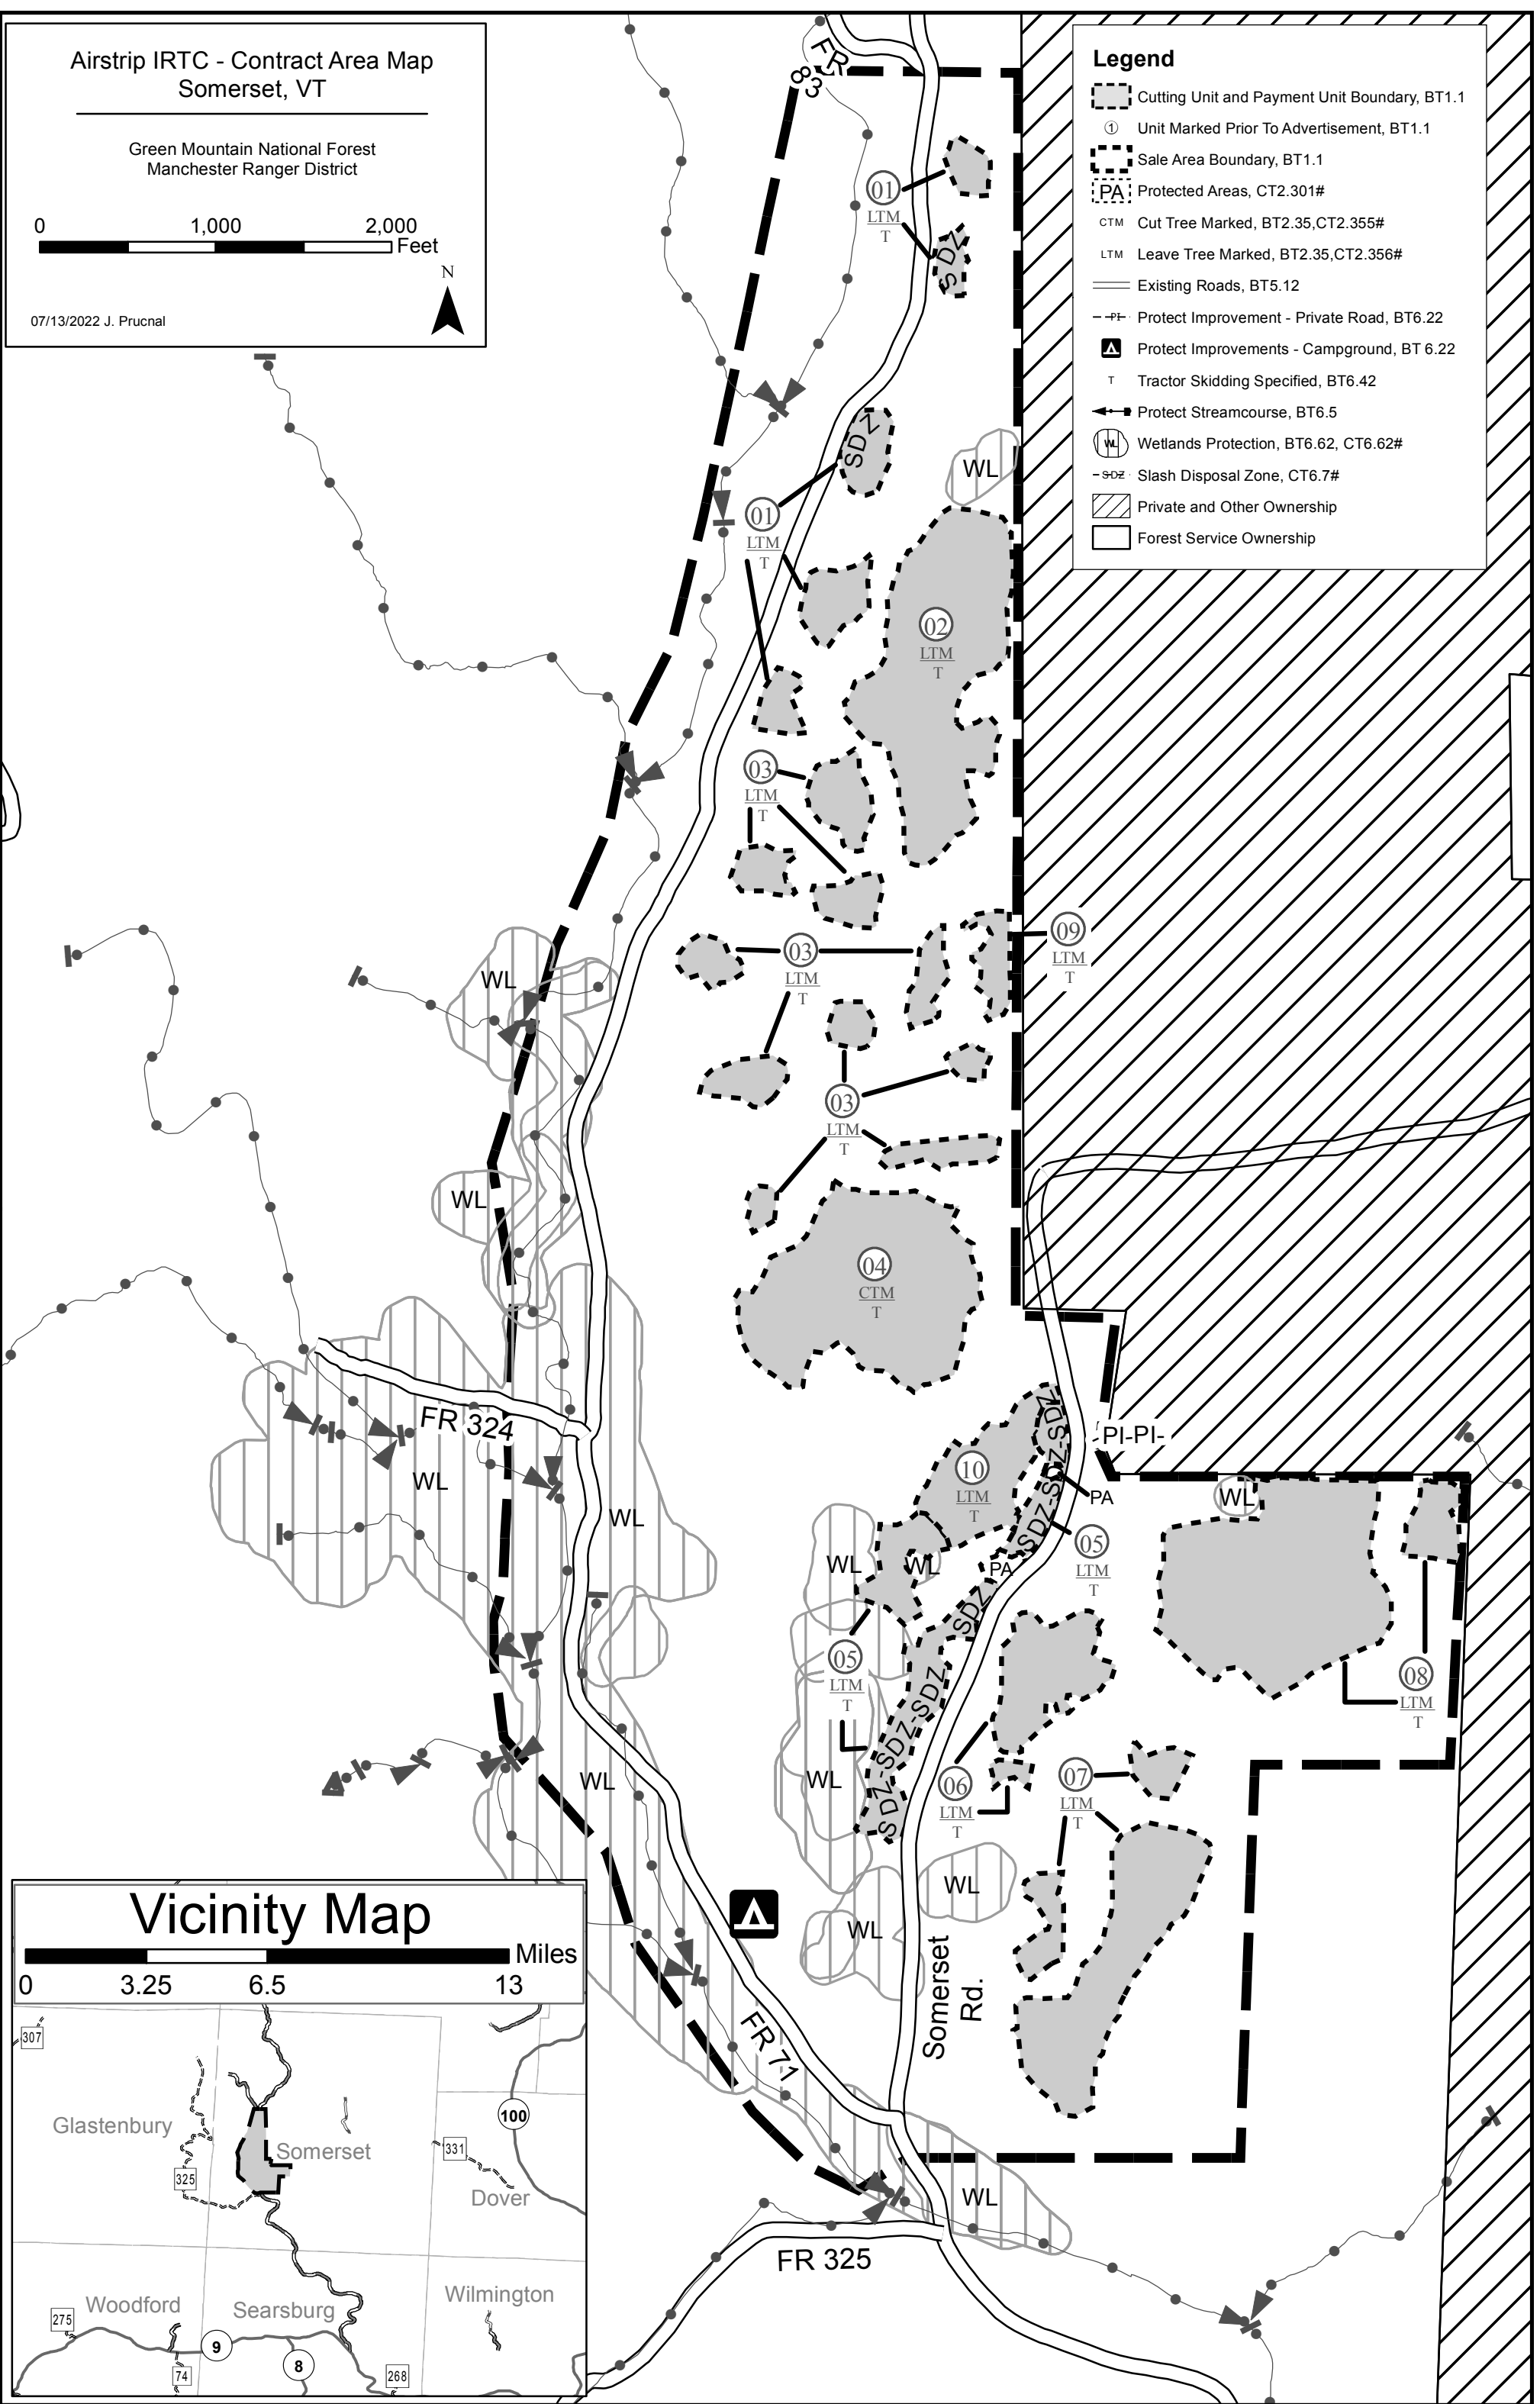 Airstrip IRTC - Contract Area Map
Somerset, VT
Green Mountain National Forest
Manchester Ranger District
0 1,000 2,000
Feet
N
07/13/2022 J. Prucnal
Legend
Cutting Unit and Payment Unit Boundary, BT1.1
1 Unit Marked Prior To Advertisement, BT1.1
Sale Area Boundary, BT1.1
PA Protected Areas, CT2.301#
CTM Cut Tree Marked, BT2.35,CT2.355#
LTM Leave Tree Marked, BT2.35,CT2.356#
Existing Roads, BT5.12
PI Protect Improvement - Private Road, BT6.22
Protect Improvements - Campground, BT 6.22
T Tractor Skidding Specified, BT6.42
Protect Streamcourse, BT6.5
WL Wetlands Protection, BT6.62, CT6.62#
SDZ Slash Disposal Zone, CT6.7#
Private and Other Ownership
Forest Service Ownership
FR
83
01
LTM
T
SDZ
SDZ
WL
01
LTM
T
02
LTM
T
03
LTM
T
09
LTM
T
03
LTM
T
WL
03
LTM
T
WL
04
CTM
T
FR 324
PI-PI-
WL
10
LTM
T
SDZ-SDZ-SDZ-SDZ
PA
WL
WL
05
LTM
T
WL
WL
PA
SDZ
05
LTM
T
SDZ-SDZ-SDZ
08
LTM
T
WL
WL
06
LTM
T
07
LTM
T
WL
WL
Somerset
Rd.
FR 71
WL
FR 325
Vicinity Map
Miles
0 3.25 6.5 13
307
Glastenbury
Somerset
100
325
331
Dover
Woodford
Searsburg
Wilmington
275
9
8
74
268